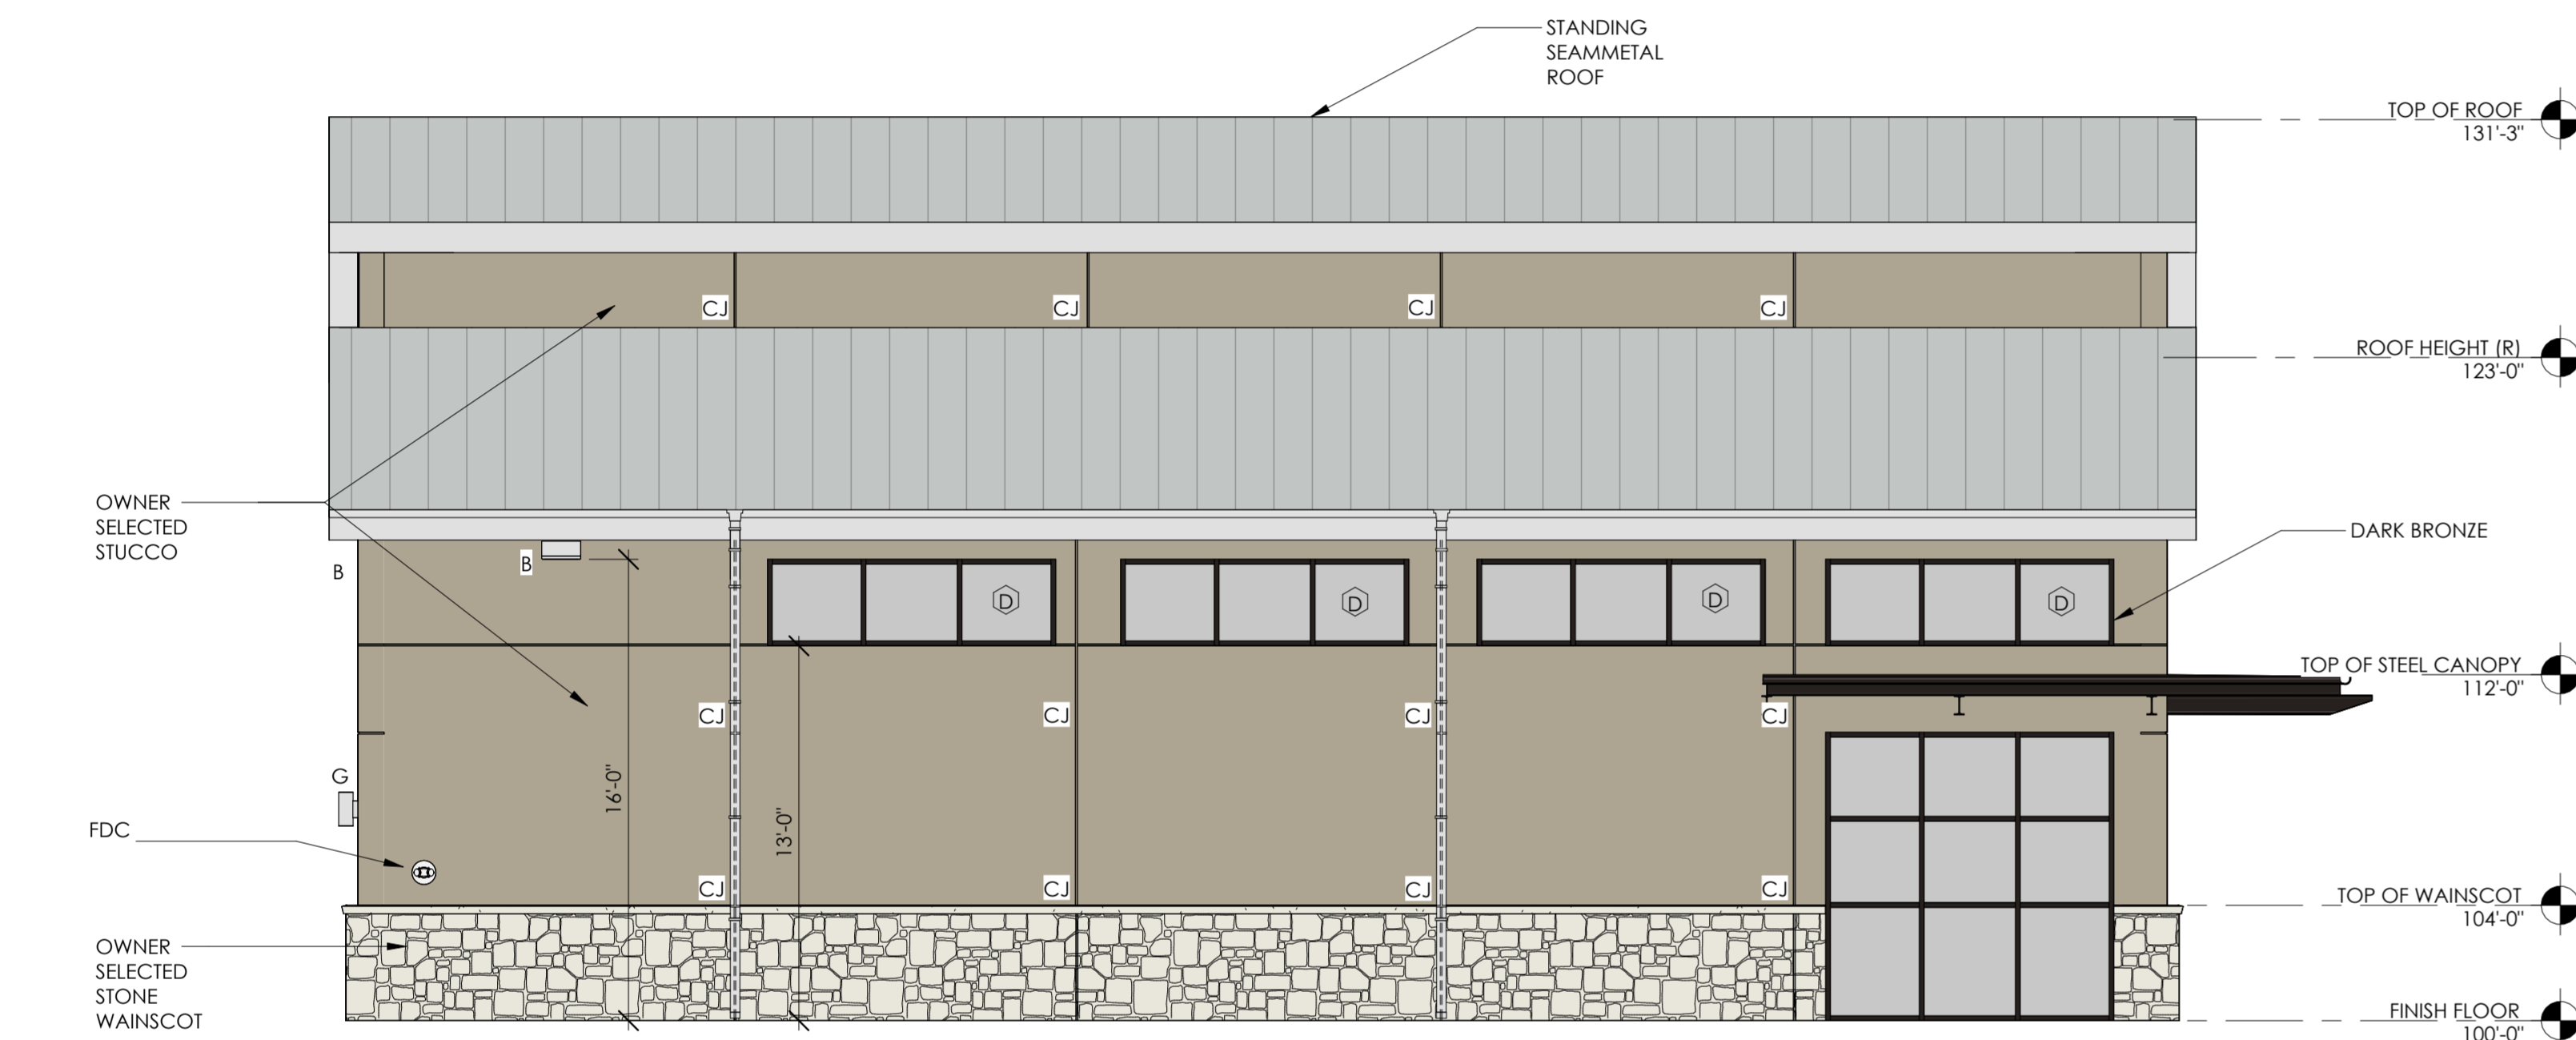 STANDING
SEAMMETAL
ROOF
TOP OF ROOF
131'-3"
CJ
CJ
CJ
CJ
ROOF HEIGHT (R)
123'-0"
OWNER
SELECTED
STUCCO
DARK BRONZE
B
B
D
D
D
D
TOP OF STEEL CANOPY
112'-0"
CJ
CJ
CJ
CJ
G
16'-0"
13'-0"
FDC
CJ
CJ
CJ
CJ
TOP OF WAINSCOT
104'-0"
OWNER
SELECTED
STONE
WAINSCOT
FINISH FLOOR
100'-0"